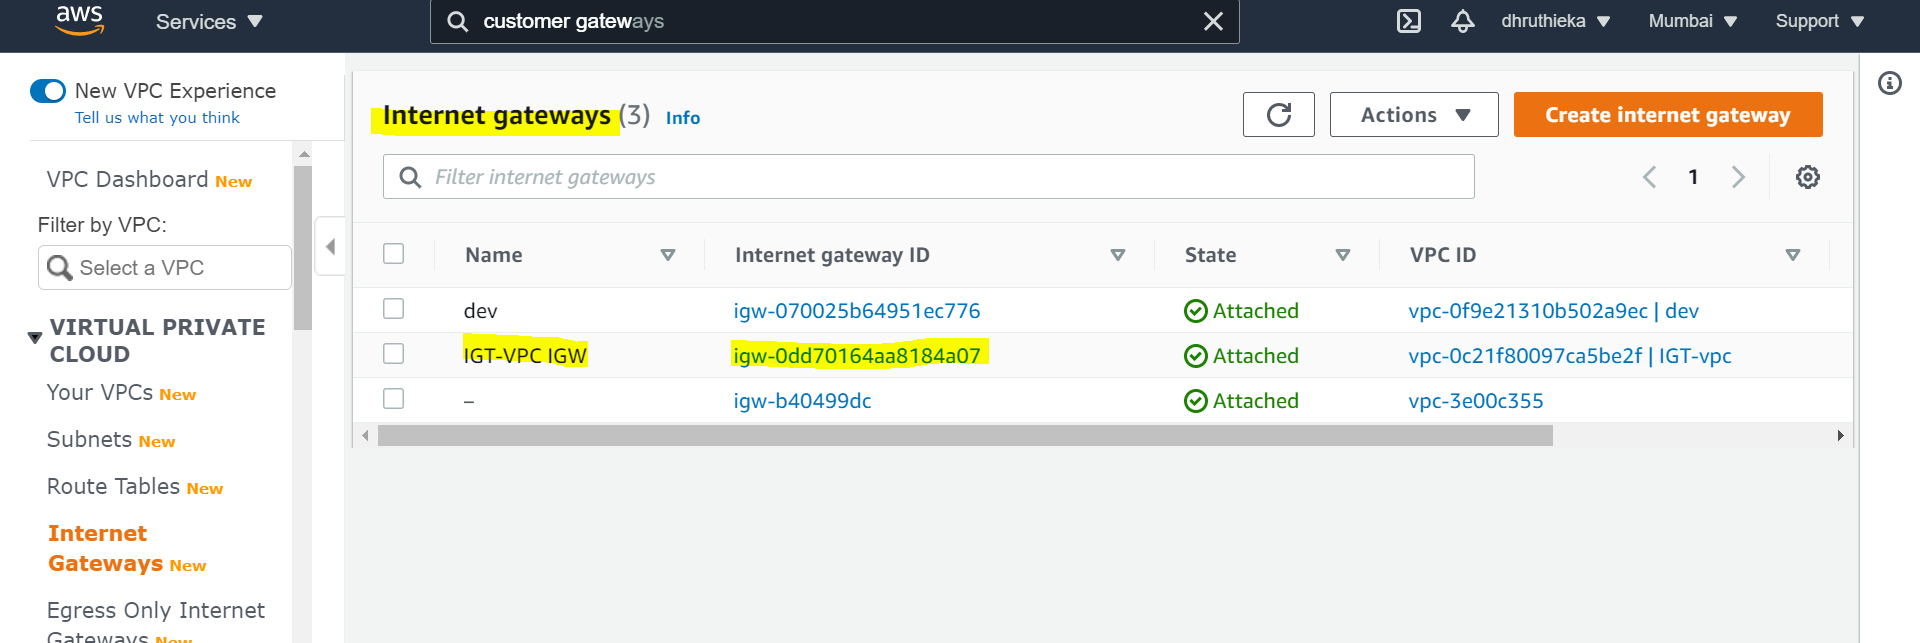 aws
Services
customer gateways
dhruthieka
Mumbai
Support
New VPC Experience
Tell us what you think
VPC Dashboard New
Filter by VPC:
Select a VPC
VIRTUAL PRIVATE
CLOUD
Your VPCs New
Subnets New
Route Tables New
Internet
Gateways New
Egress Only Internet
Gateways New
Internet gateways (3) Info
Actions
Create internet gateway
Filter internet gateways
1
Name Internet gateway ID State VPC ID
dev igw-070025b64951ec776 Attached vpc-0f9e21310b502a9ec | dev
IGT-VPC IGW igw-0dd70164aa8184a07 Attached vpc-0c21f80097ca5be2f | IGT-vpc
– igw-b40499dc Attached vpc-3e00c355